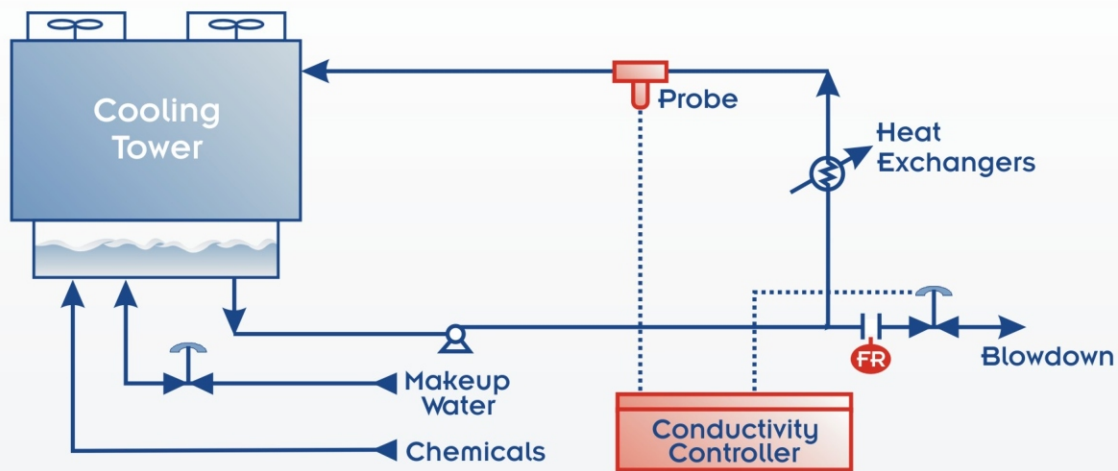 Cooling
Tower
Probe
Heat
Exchangers
FR
Blowdown
Makeup
Water
Conductivity
Controller
Chemicals